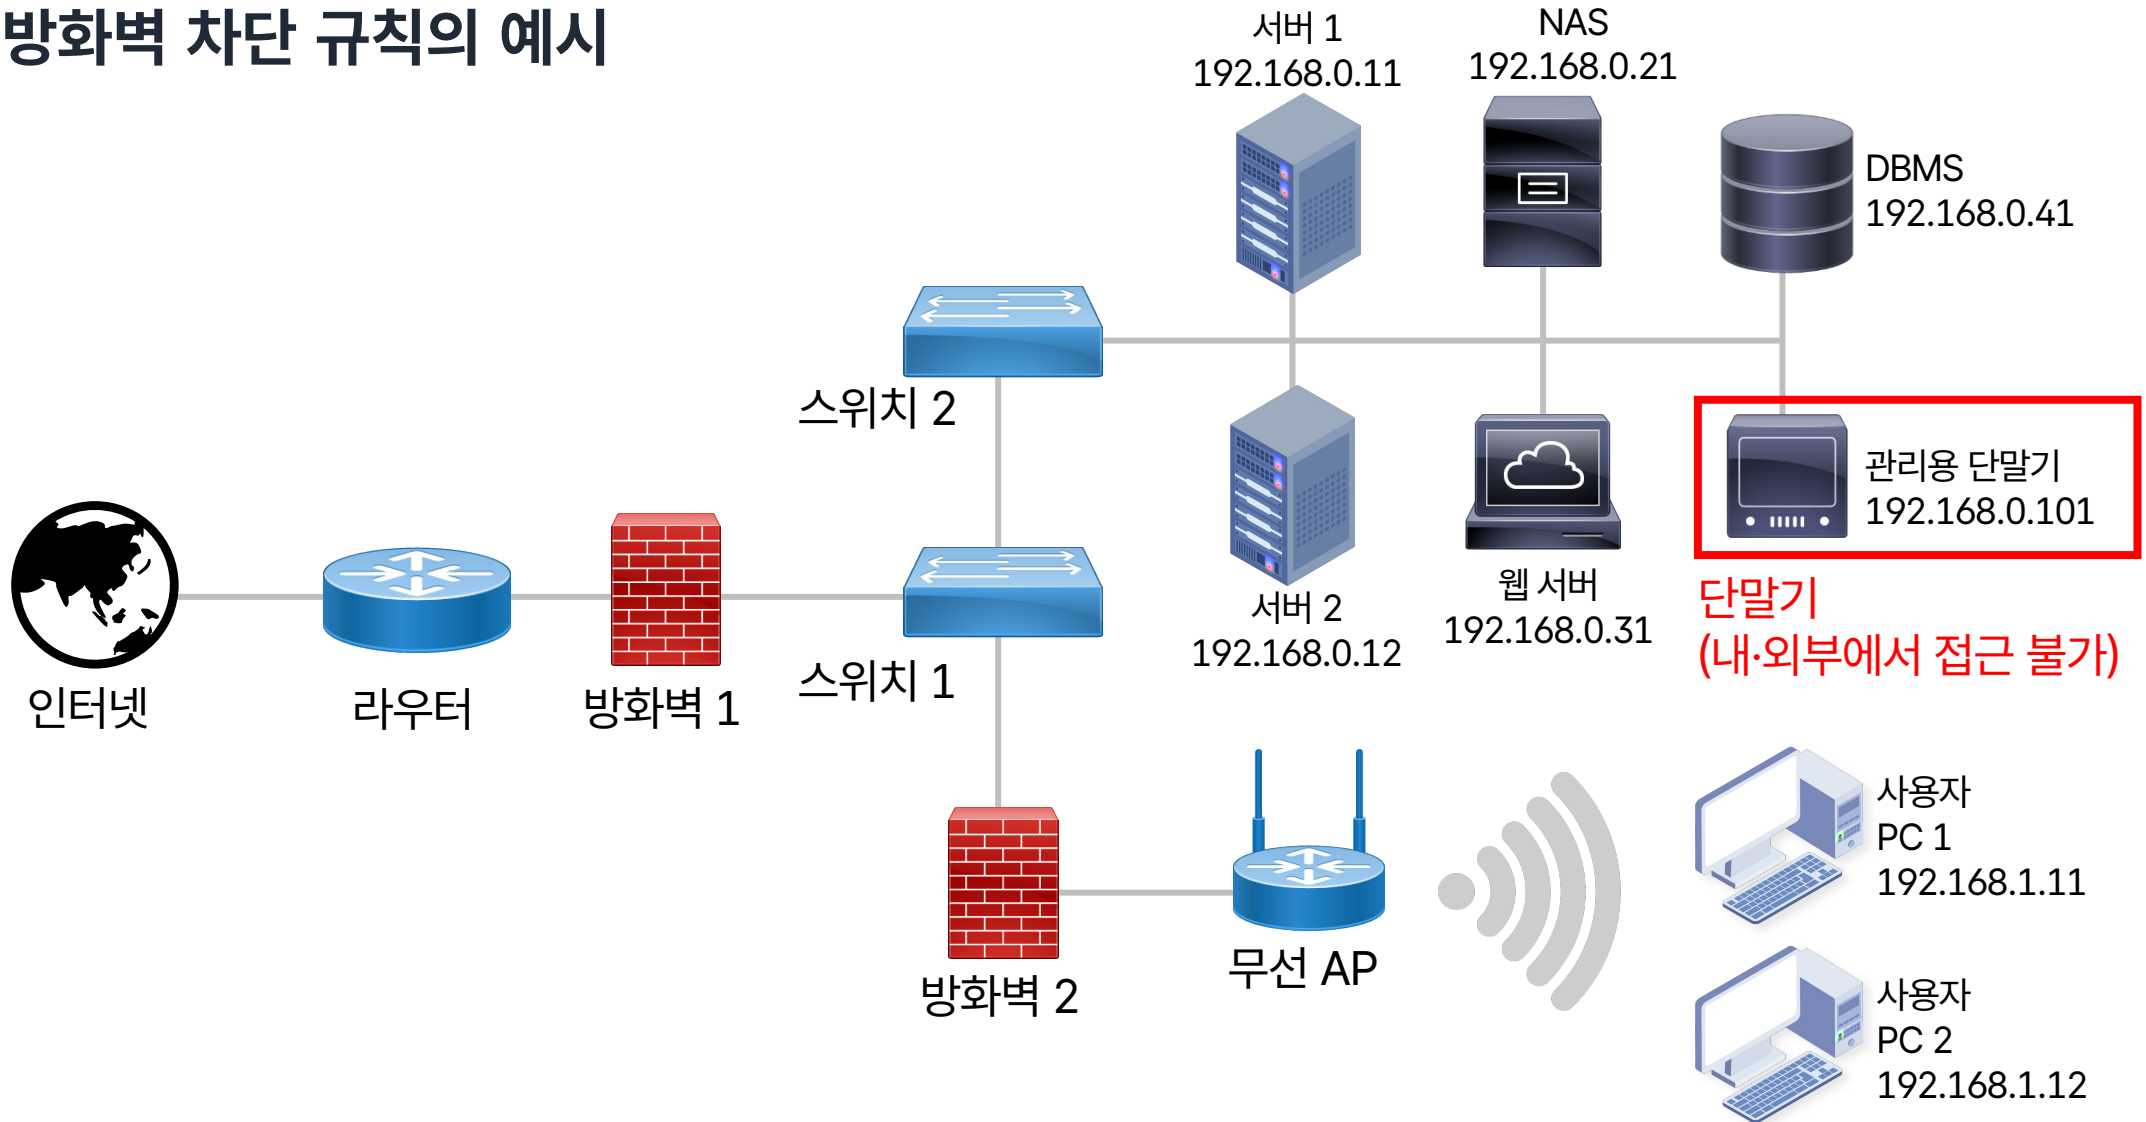 방화벽 차단 규칙의 예시
서버 1
192.168.0.11
NAS
192.168.0.21
DBMS
192.168.0.41
스위치 2
관리용 단말기
192.168.0.101
서버 2
192.168.0.12
웹 서버
192.168.0.31
단말기
(내·외부에서 접근 불가)
인터넷
라우터
방화벽 1
스위치 1
사용자
PC 1
192.168.1.11
방화벽 2
무선 AP
사용자
PC 2
192.168.1.12